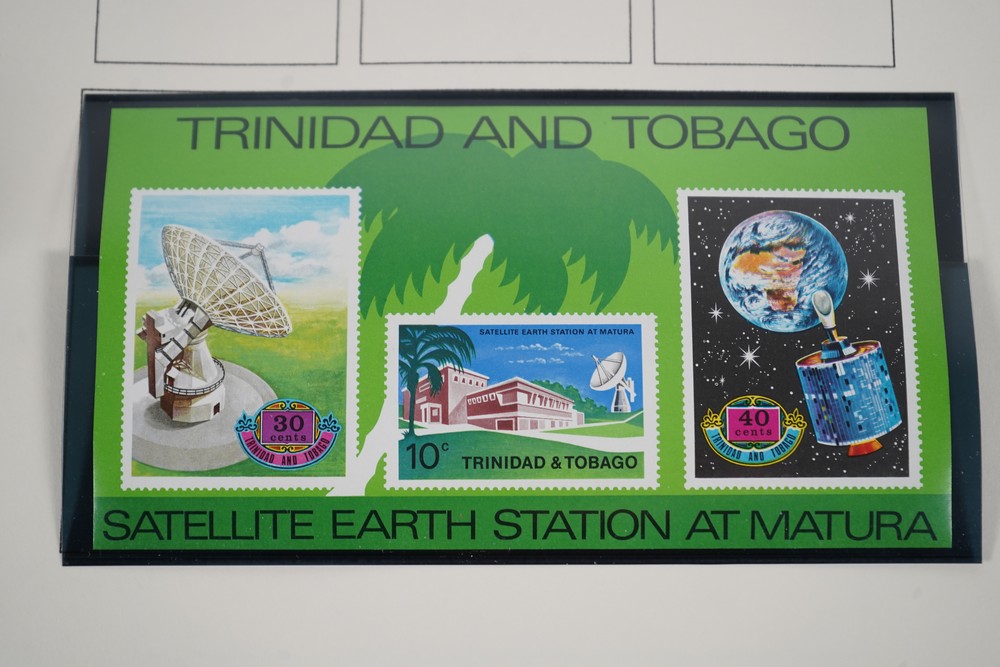 TRINIDAD AND TOBAGO
30
cents
TRINIDAD AND TOBAGO
SATELLITE EARTH STATION AT MATURA
10c
TRINIDAD & TOBAGO
40
cents
TRINIDAD AND TOBAGO
SATELLITE EARTH STATION AT MATURA